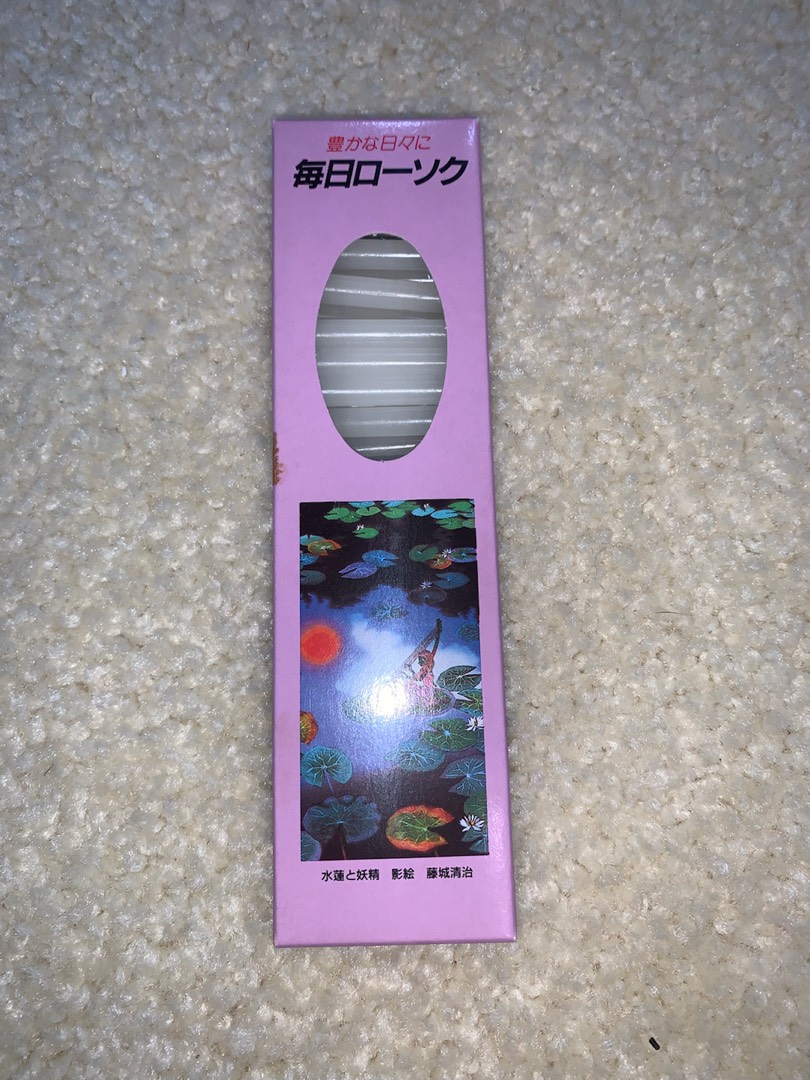 豊かな日々に
毎日ローソク
水蓮と妖精 影絵 藤城清治